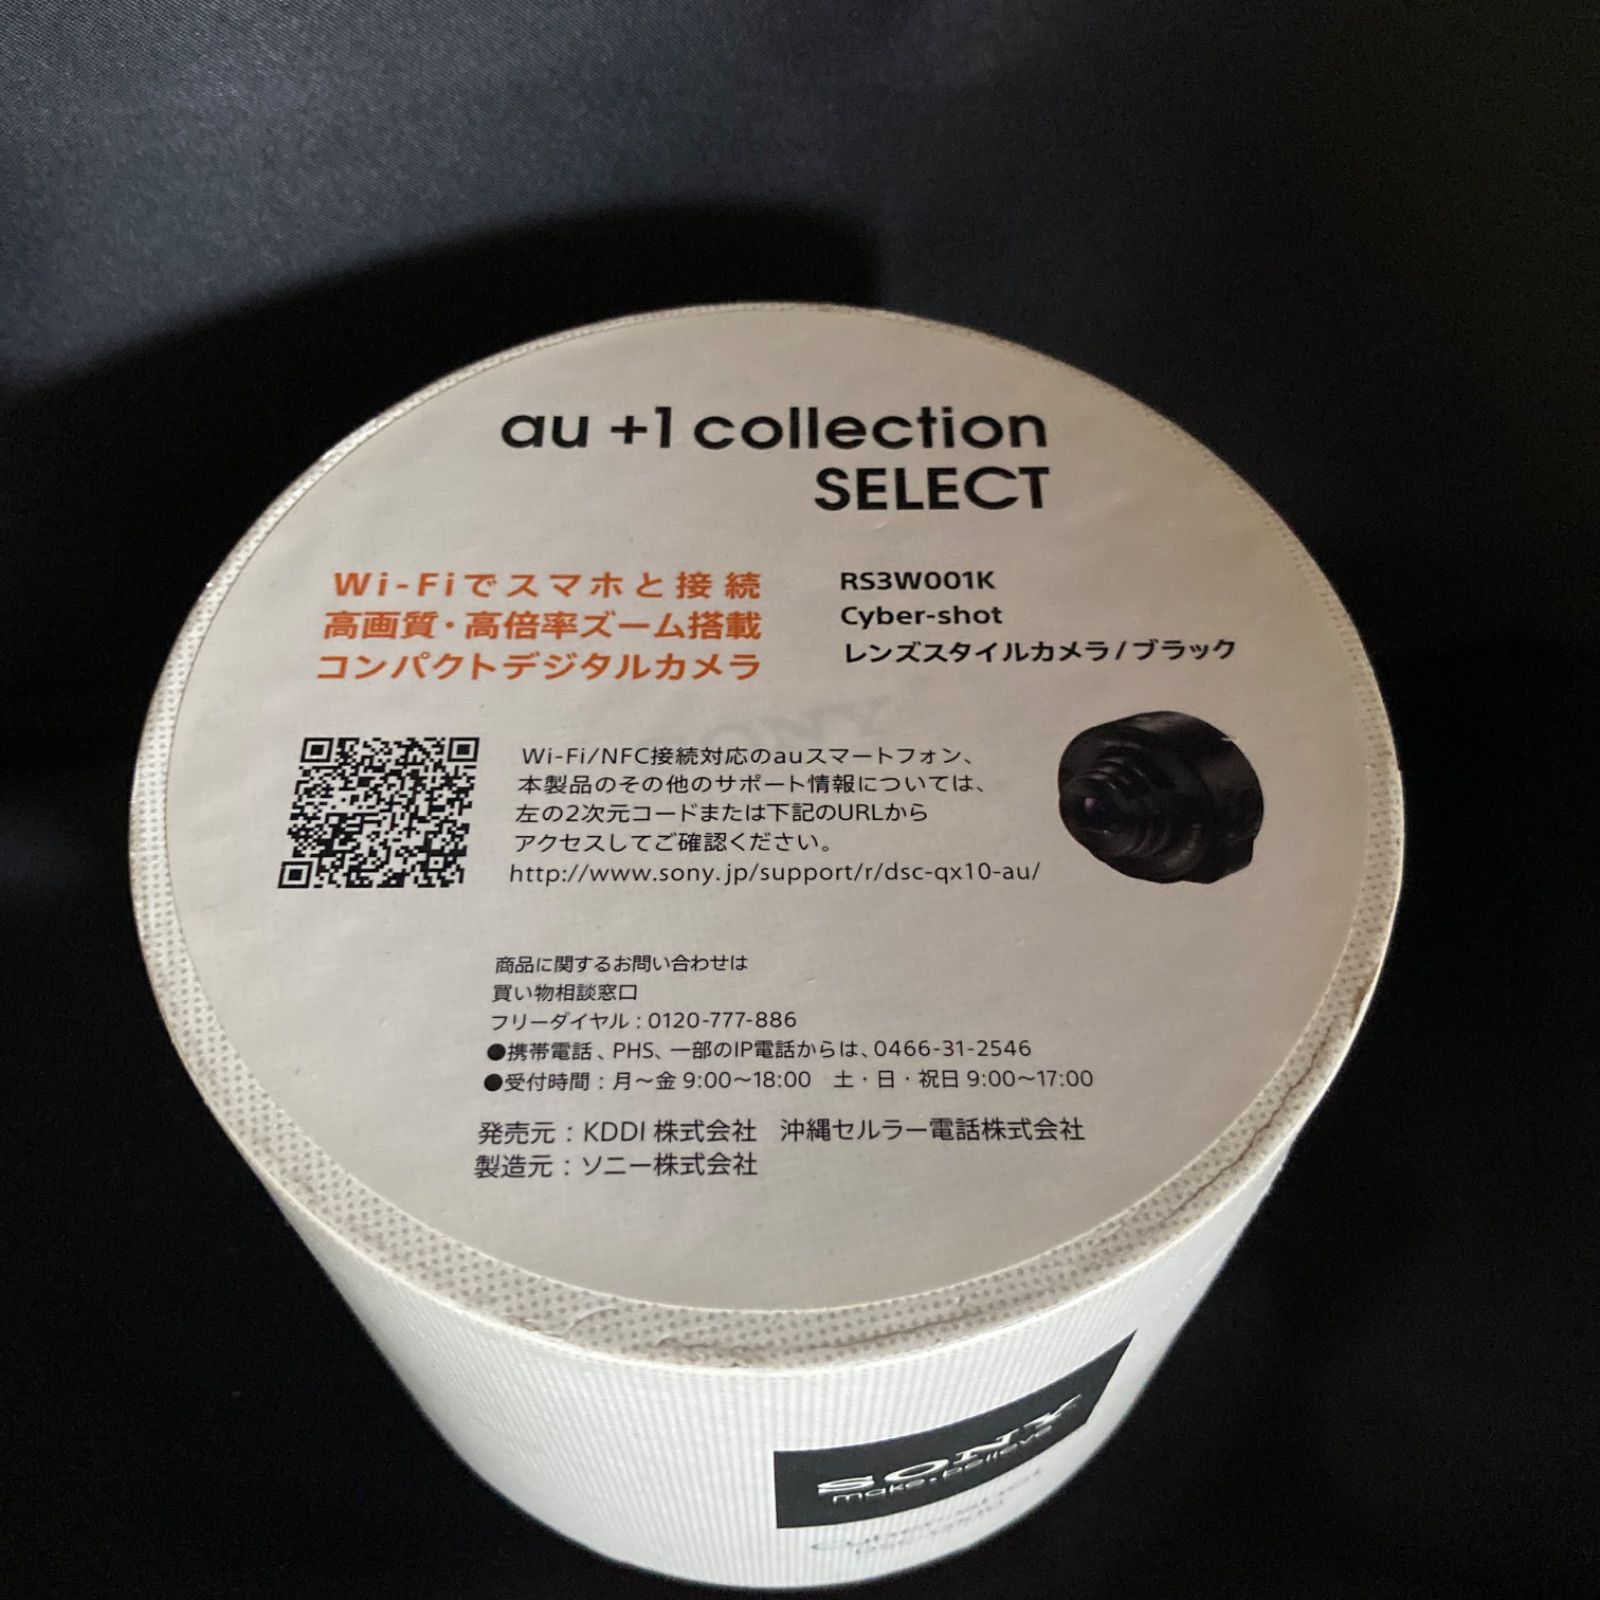 au +1 collection
SELECT
Wi-Fiでスマホと接続
高画質・高倍率ズーム搭載
コンパクトデジタルカメラ
RS3W001K
Cyber-shot
レンズスタイルカメラ/ブラック
Wi-Fi/NFC接続対応のauスマートフォン、
本製品のその他のサポート情報については、
左の2次元コードまたは下記のURLから
アクセスしてご確認ください。
http://www.sony.jp/support/r/dsc-qx10-au/
商品に関するお問い合わせは
買い物相談窓口
フリーダイヤル:0120-777-886
●携帯電話、PHS、一部のIP電話からは、0466-31-2546
●受付時間:月～金 9:00～18:00 土・日・祝日 9:00～17:00
発売元:KDDI 株式会社 沖縄セルラー電話株式会社
製造元:ソニー株式会社
SONY
make.believe
Cyber-shot